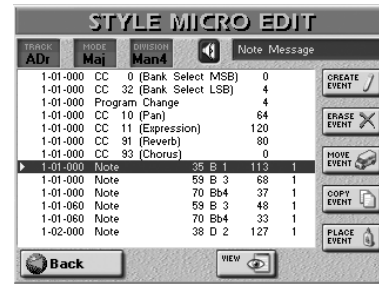 STYLE MICRO EDIT
TRACK ADr MODE Maj DIVISION Man4 Note Message
1-01-000 CC 0 (Bank Select MSB) 0
1-01-000 CC 32 (Bank Select LSB) 4
1-01-000 Program Change 4
1-01-000 CC 10 (Pan) 64
1-01-000 CC 11 (Expression) 120
1-01-000 CC 91 (Reverb) 80
1-01-000 CC 93 (Chorus) 0
1-01-000 Note 35 B 1 113 1
1-01-000 Note 59 B 3 68 1
1-01-000 Note 70 Bb4 37 1
1-01-060 Note 59 B 3 48 1
1-01-060 Note 70 Bb4 33 1
1-02-000 Note 38 D 2 127 1
CREATE EVENT
ERASE EVENT
MOVE EVENT
COPY EVENT
PLACE EVENT
Back VIEW